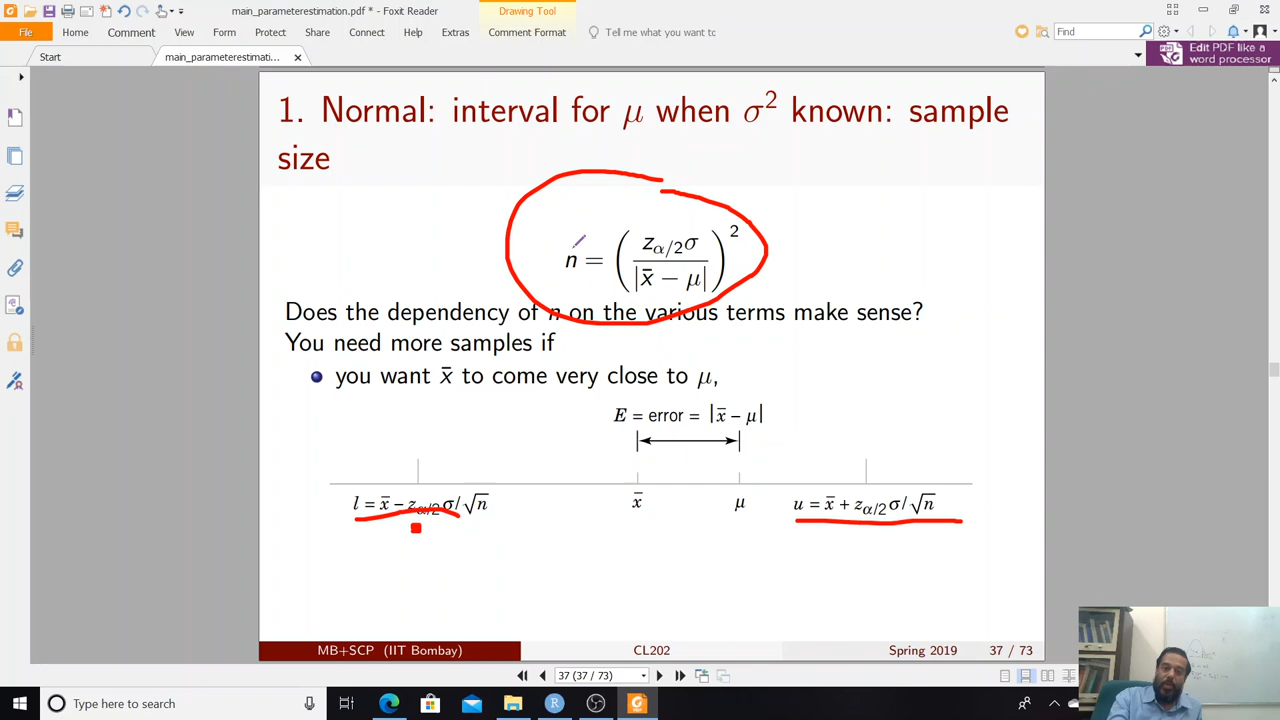 main_parameterestimation.pdf * - Foxit Reader
Drawing Tool
File Home Comment View Form Protect Share Connect Help Extras Comment Format Tell me what you want to Find
Start main_parameterestimati...
Edit PDF like a
word processor
1. Normal: interval for μ when σ² known: sample
size
n = (z_{α/2}σ / |x̄ − μ|)²
Does the dependency of n on the various terms make sense?
You need more samples if
you want x̄ to come very close to μ,
E = error = |x̄ − μ|
l = x̄ − z_{α/2}σ/√n x̄ μ u = x̄ + z_{α/2}σ/√n
MB+SCP (IIT Bombay) CL202 Spring 2019 37 / 73
37 (37 / 73)
Type here to search